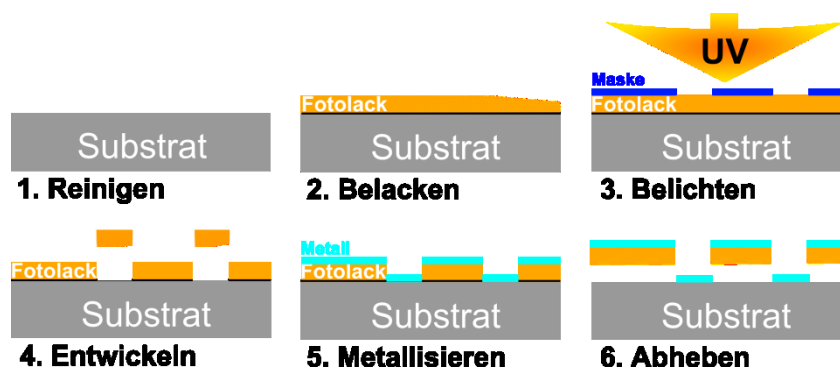 Substrat
1. Reinigen
Fotolack
Substrat
2. Belacken
UV
Maske
Fotolack
Substrat
3. Belichten
Fotolack
Substrat
4. Entwickeln
Metall
Fotolack
Substrat
5. Metallisieren
Substrat
6. Abheben